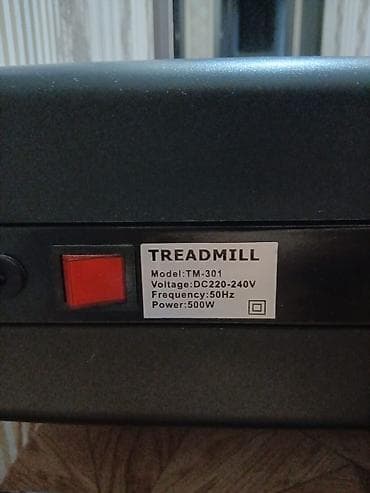 TREADMILL
Model:TM-301
Voltage:DC220-240V
Frequency:50Hz
Power:500W